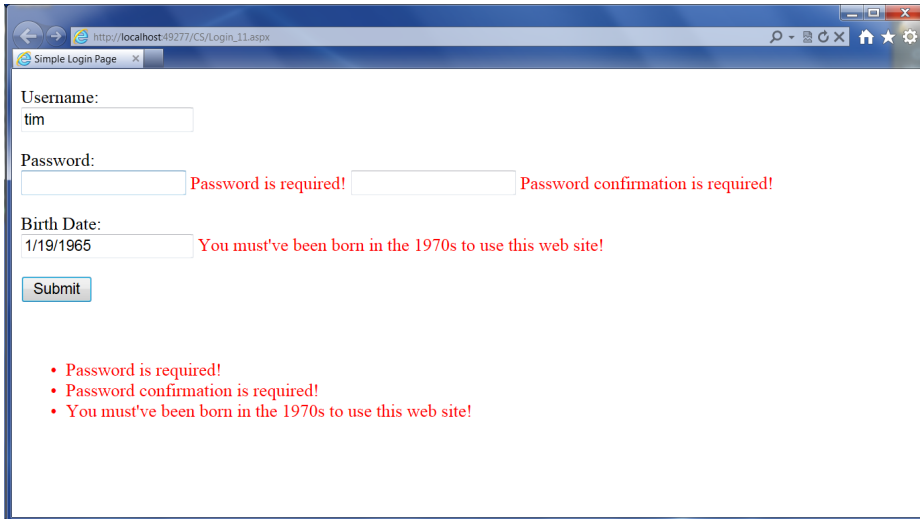 http://localhost:49277/CS/Login_11.aspx
Simple Login Page
Username:
tim
Password:
Password is required! Password confirmation is required!
Birth Date:
1/19/1965 You must've been born in the 1970s to use this web site!
Submit
• Password is required!
• Password confirmation is required!
• You must've been born in the 1970s to use this web site!